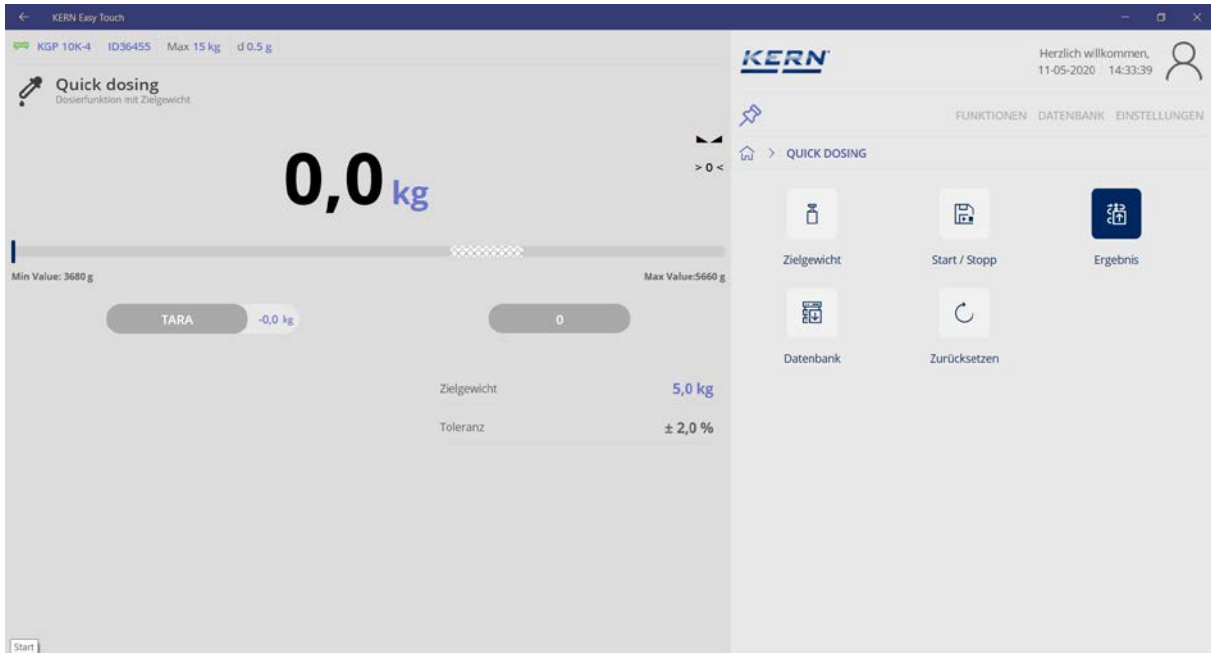 KERN Easy Touch
KGP 10K-4 ID36455 Max 15 kg d 0.5 g
Quick dosing
Dosierfunktion mit Zielgewicht
0,0 kg
> 0 <
Min Value: 3680 g
Max Value:5660 g
TARA -0,0 kg
0
Zielgewicht 5,0 kg
Toleranz ± 2,0 %
Start
KERN
Herzlich willkommen,
11-05-2020 14:33:39
FUNKTIONEN DATENBANK EINSTELLUNGEN
> QUICK DOSING
Zielgewicht Start / Stopp Ergebnis
Datenbank Zurücksetzen